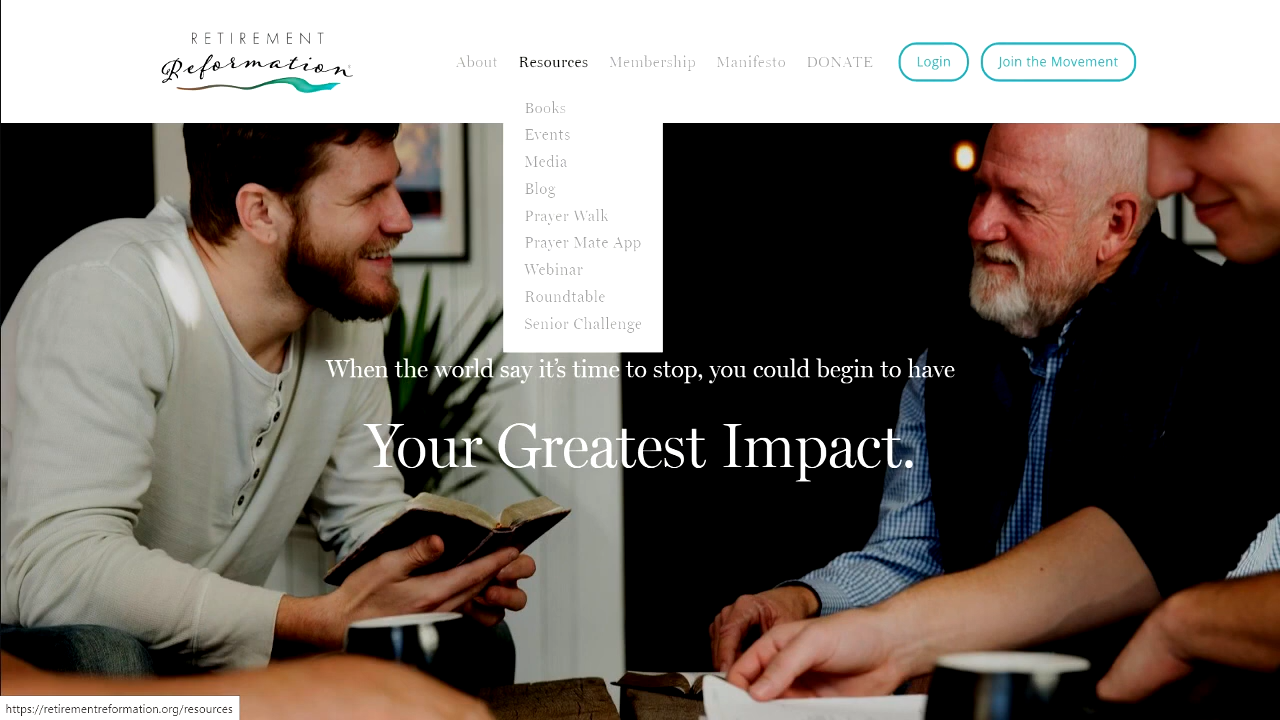 RETIREMENT
Reformation
About Resources Membership Manifesto DONATE Login Join the Movement
Books
Events
Media
Blog
Prayer Walk
Prayer Mate App
Webinar
Roundtable
Senior Challenge
When the world say it’s time to stop, you could begin to have
Your Greatest Impact.
https://retirementreformation.org/resources